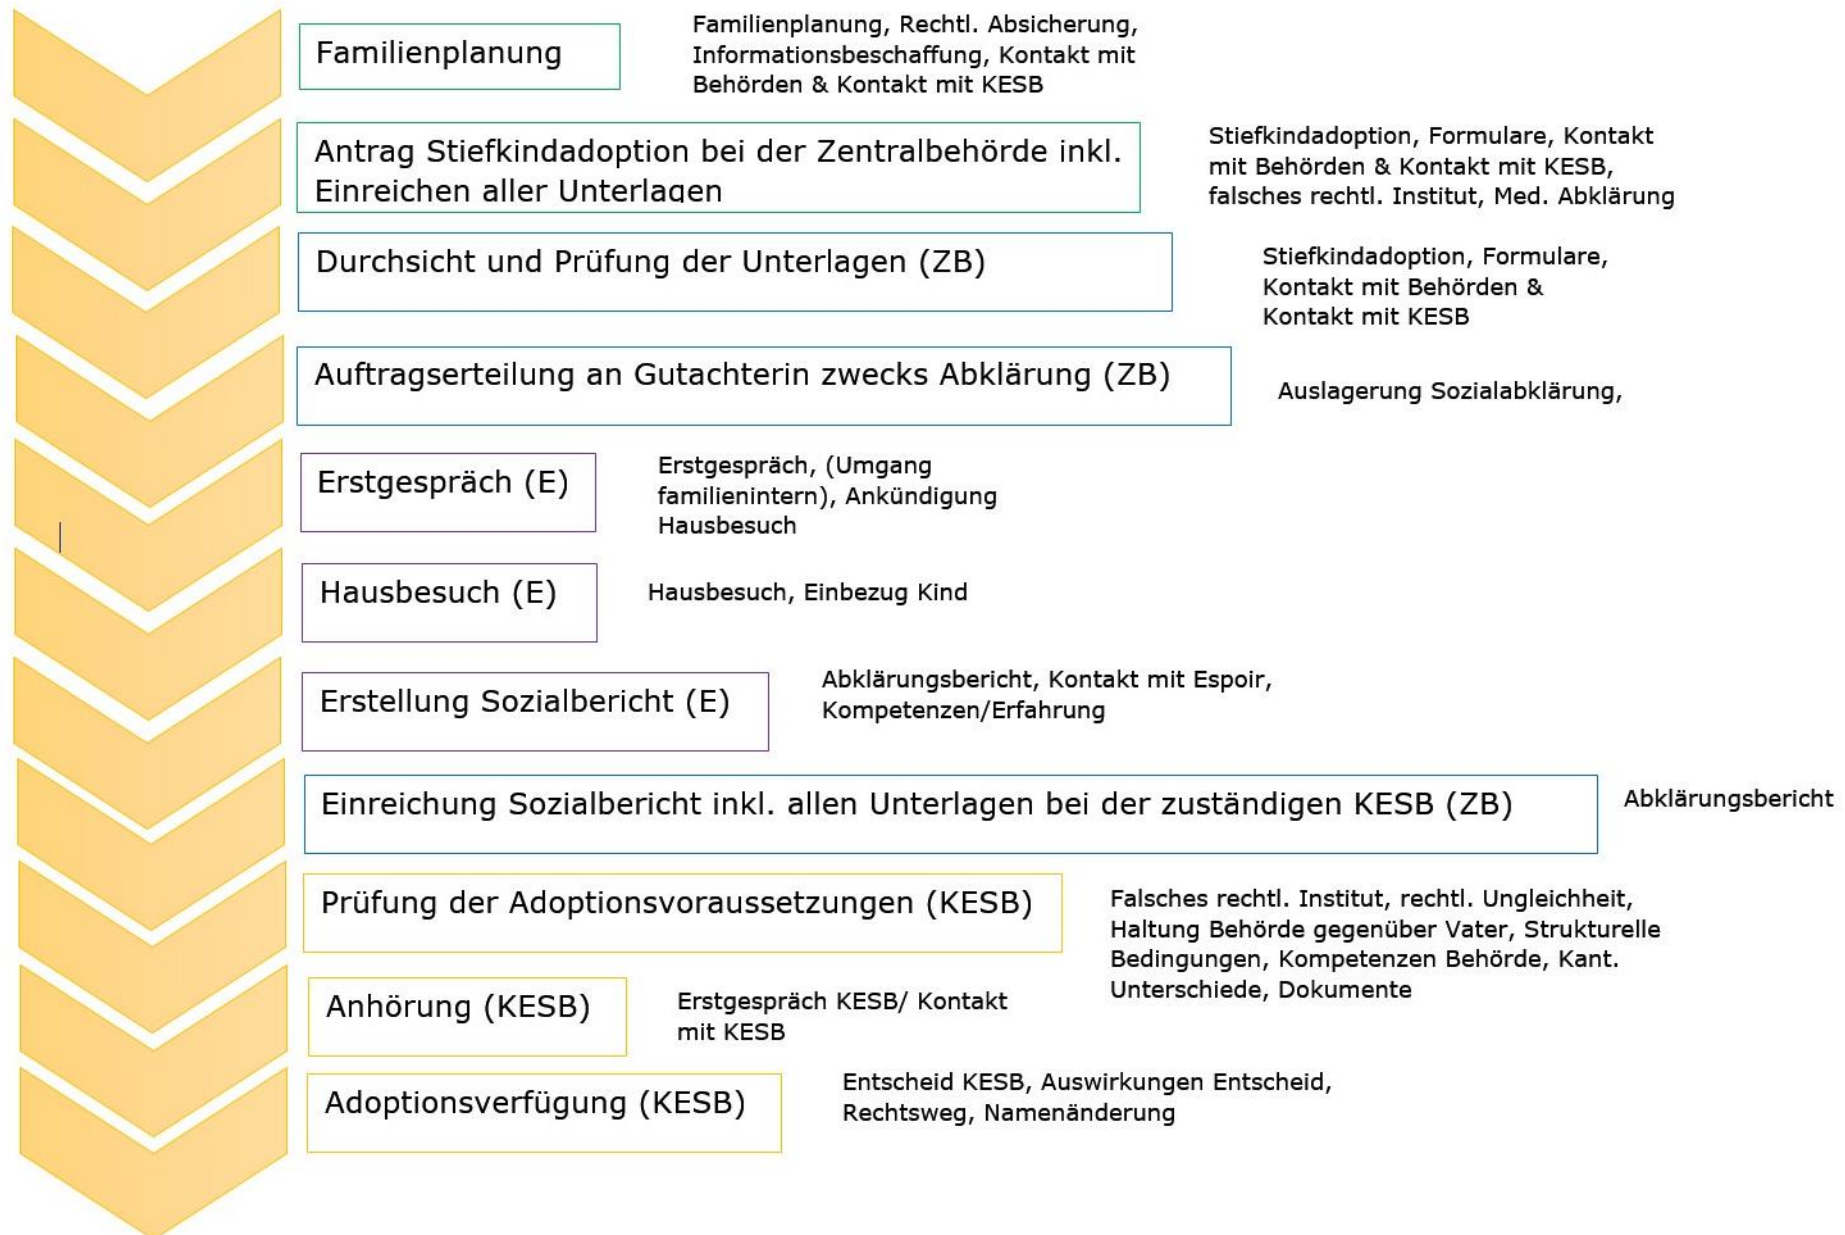 Familienplanung
Familienplanung, Rechtl. Absicherung,
Informationsbeschaffung, Kontakt mit
Behörden & Kontakt mit KESB
Antrag Stiefkindadoption bei der Zentralbehörde inkl.
Einreichen aller Unterlagen
Stiefkindadoption, Formulare, Kontakt
mit Behörden & Kontakt mit KESB,
falsches rechtl. Institut, Med. Abklärung
Durchsicht und Prüfung der Unterlagen (ZB)
Stiefkindadoption, Formulare,
Kontakt mit Behörden &
Kontakt mit KESB
Auftragserteilung an Gutachterin zwecks Abklärung (ZB)
Auslagerung Sozialabklärung,
Erstgespräch (E)
Erstgespräch, (Umgang
familienintern), Ankündigung
Hausbesuch
Hausbesuch (E)
Hausbesuch, Einbezug Kind
Erstellung Sozialbericht (E)
Abklärungsbericht, Kontakt mit Espoir,
Kompetenzen/Erfahrung
Einreichung Sozialbericht inkl. allen Unterlagen bei der zuständigen KESB (ZB)
Abklärungsbericht
Prüfung der Adoptionsvoraussetzungen (KESB)
Falsches rechtl. Institut, rechtl. Ungleichheit,
Haltung Behörde gegenüber Vater, Strukturelle
Bedingungen, Kompetenzen Behörde, Kant.
Unterschiede, Dokumente
Anhörung (KESB)
Erstgespräch KESB/ Kontakt
mit KESB
Adoptionsverfügung (KESB)
Entscheid KESB, Auswirkungen Entscheid,
Rechtsweg, Namenänderung